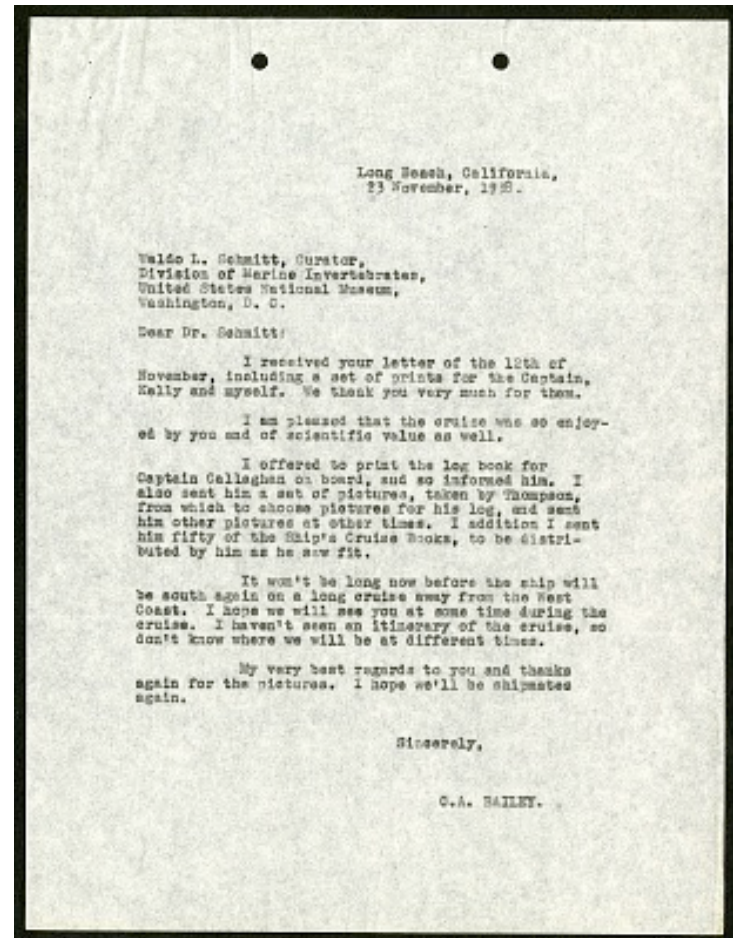 Long Beach, California,
23 November, 1938.
Waldo L. Schmitt, Curator,
Division of Marine Invertebrates,
United States National Museum,
Washington, D. C.
Dear Dr. Schmitt:
I received your letter of the 12th of
November, including a set of prints for the Captain,
Kelly and myself. We thank you very much for them.
I am pleased that the cruise was so enjoy-
ed by you and of scientific value as well.
I offered to print the log book for
Captain Callaghan on board, and so informed him. I
also sent him a set of pictures, taken by Thompson,
from which to choose pictures for his log, and sent
him other pictures at other times. I addition I sent
him fifty of the Ship's Cruise Books, to be distri-
buted by him as he saw fit.
It won't be long now before the ship will
be south again on a long cruise away from the West
Coast. I hope we will see you at some time during the
cruise. I haven't seen an itinerary of the cruise, so
don't know where we will be at different times.
My very best regards to you and thanks
again for the pictures. I hope we'll be shipmates
again.
Sincerely,
C.A. BAILEY.